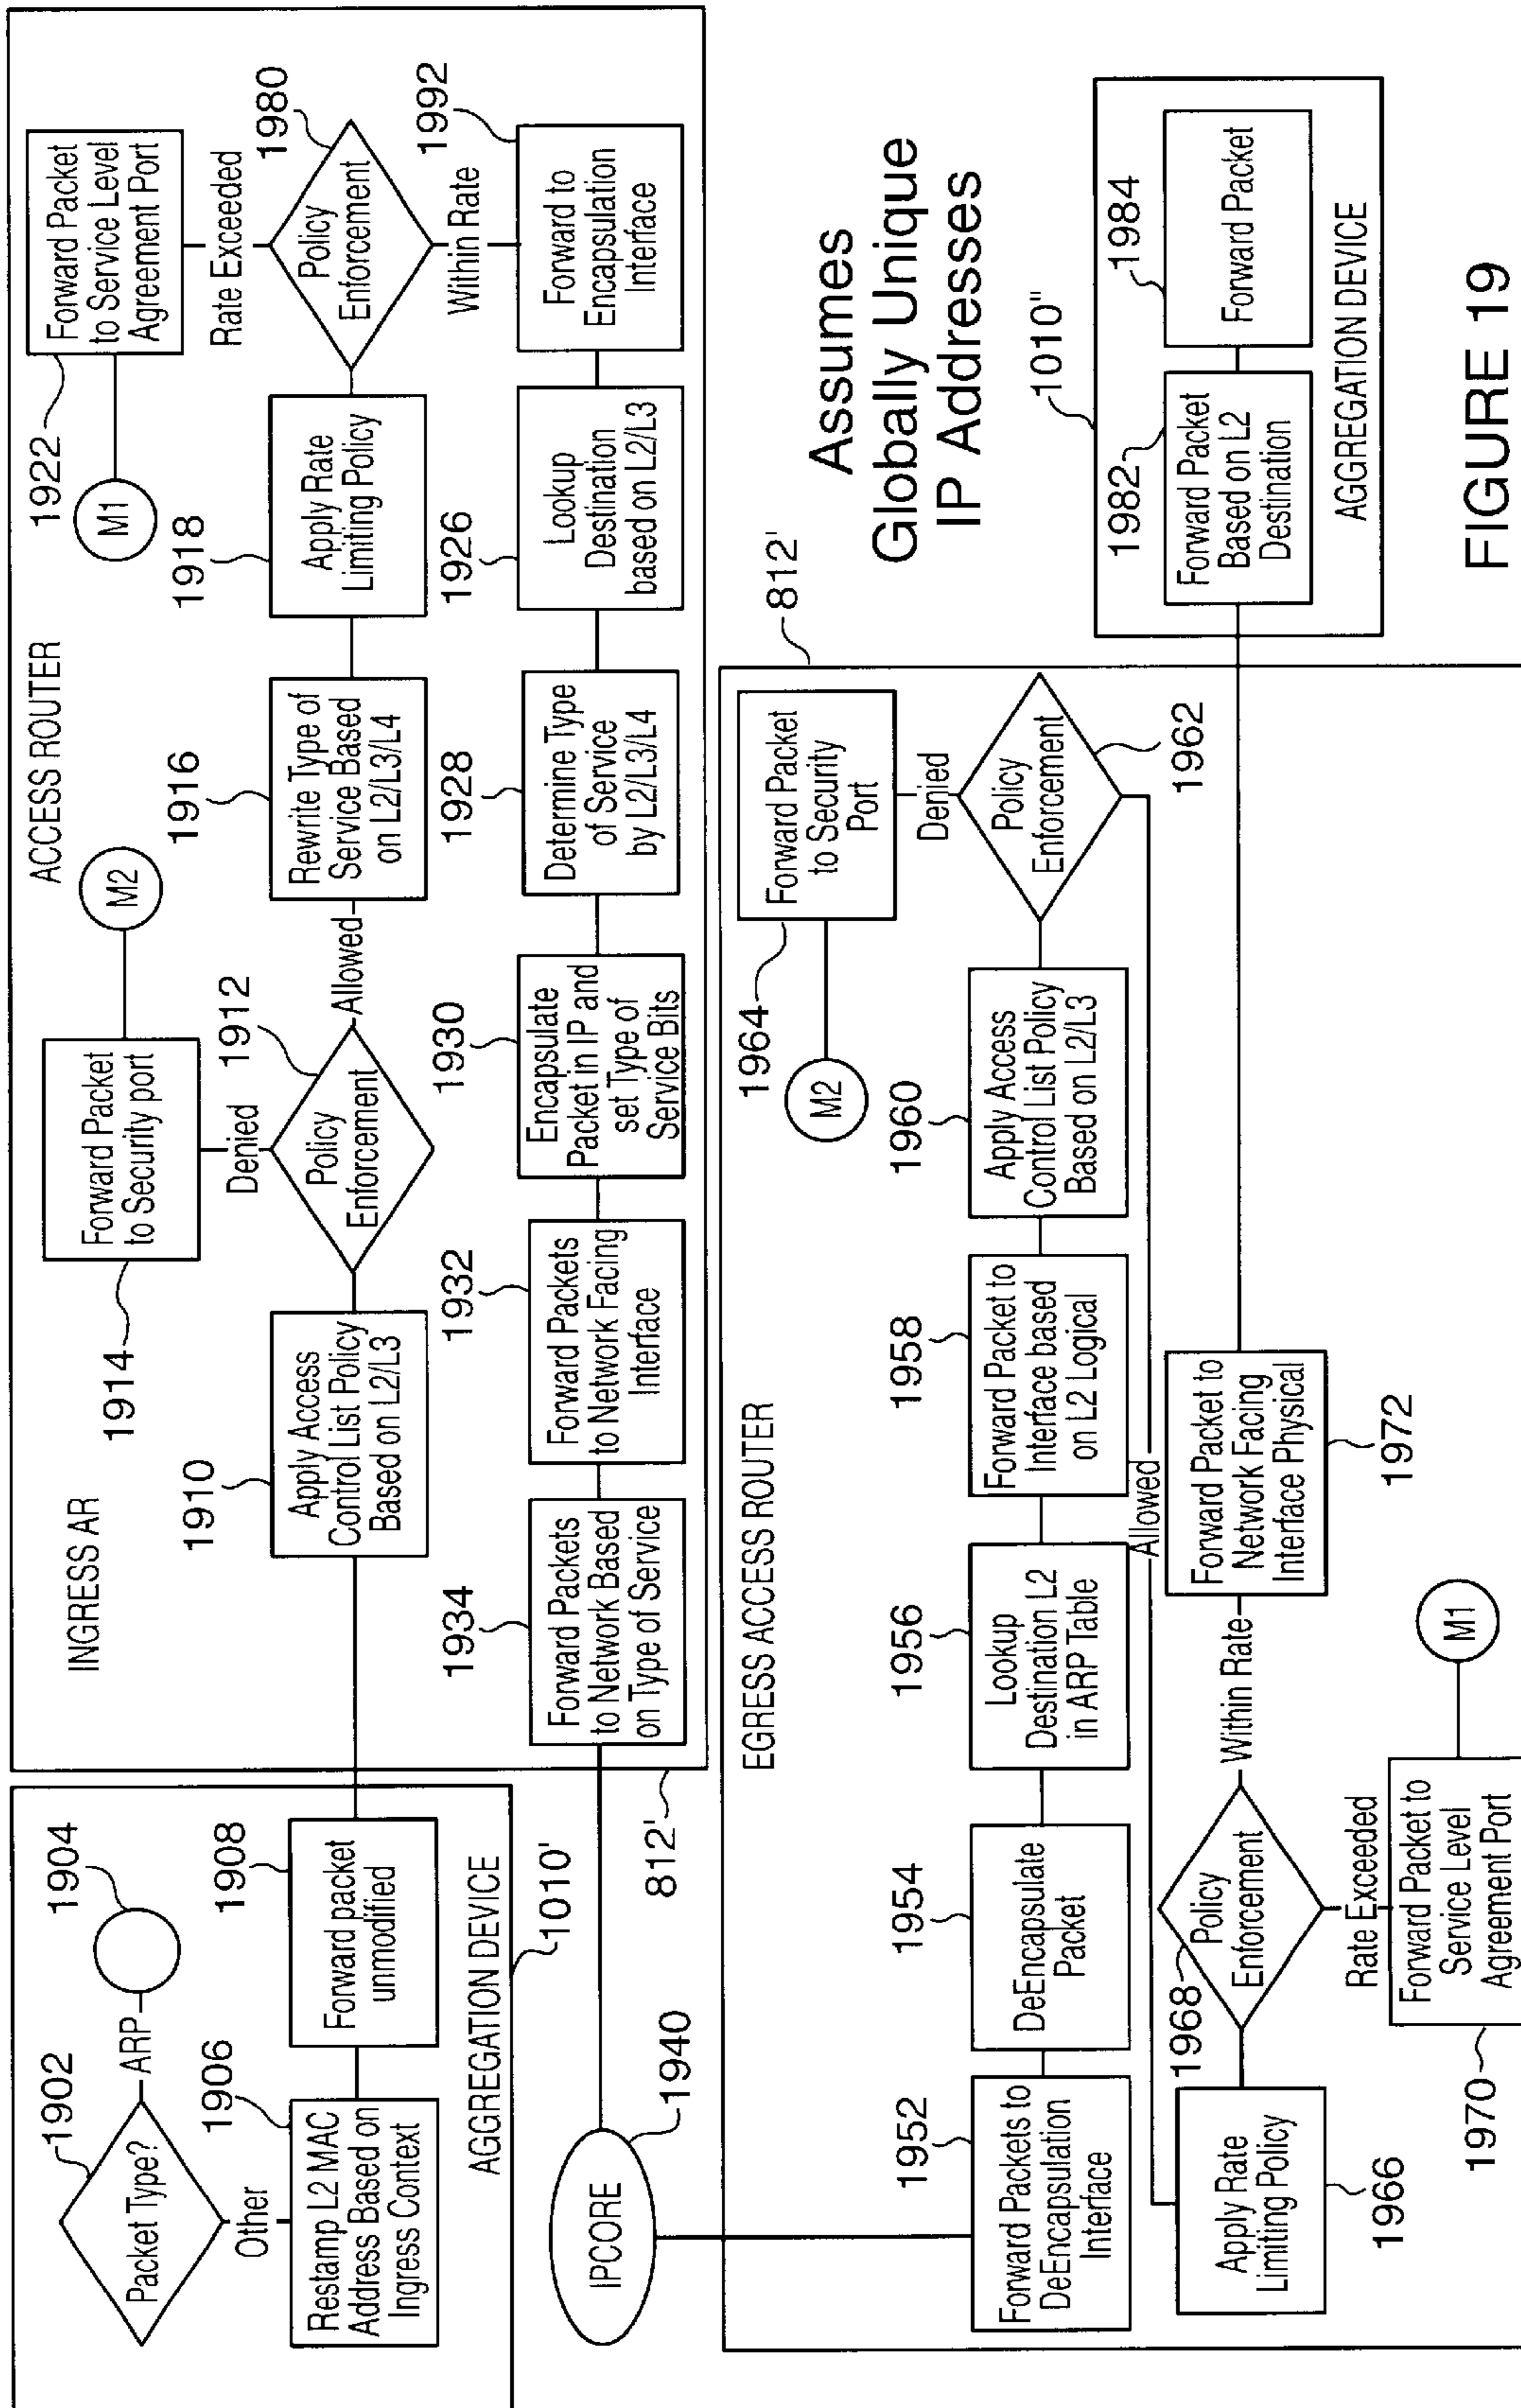 1902
Packet Type?
ARP
1904
Other
1906
Restamp L2 MAC
Address Based on
Ingress Context
1908
Forward packet
unmodified
AGGREGATION DEVICE
1010'
INGRESS AR
ACCESS ROUTER
1910
Apply Access
Control List Policy
Based on L2/L3
1912
Policy
Enforcement
Denied
1914
Forward Packet
to Security port
M2
Allowed
1916
Rewrite Type of
Service Based
on L2/L3/L4
1918
Apply Rate
Limiting Policy
1980
Policy
Enforcement
Rate Exceeded
1922
Forward Packet
to Service Level
Agreement Port
M1
Within Rate
1992
Forward to
Encapsulation
Interface
1926
Lookup
Destination
based on L2/L3
1928
Determine Type
of Service
by L2/L3/L4
1930
Encapsulate
Packet in IP and
set Type of
Service Bits
1932
Forward Packets
to Network Facing
Interface
1934
Forward Packets
to Network Based
on Type of Service
812'
IPCORE
1940
EGRESS ACCESS ROUTER
812'
1952
Forward Packets to
DeEncapsulation
Interface
1954
DeEncapsulate
Packet
1956
Lookup
Destination L2
in ARP Table
1958
Forward Packet to
Interface based
on L2 Logical
1960
Apply Access
Control List Policy
Based on L2/L3
1962
Policy
Enforcement
Denied
1964
Forward Packet
to Security
Port
M2
Allowed
1966
Apply Rate
Limiting Policy
1968
Policy
Enforcement
Rate Exceeded
1970
Forward Packet to
Service Level
Agreement Port
M1
Within Rate
1972
Forward Packet to
Network Facing
Interface Physical
Assumes
Globally Unique
IP Addresses
1010"
1982
Forward Packet
Based on L2
Destination
1984
Forward Packet
AGGREGATION DEVICE
FIGURE 19